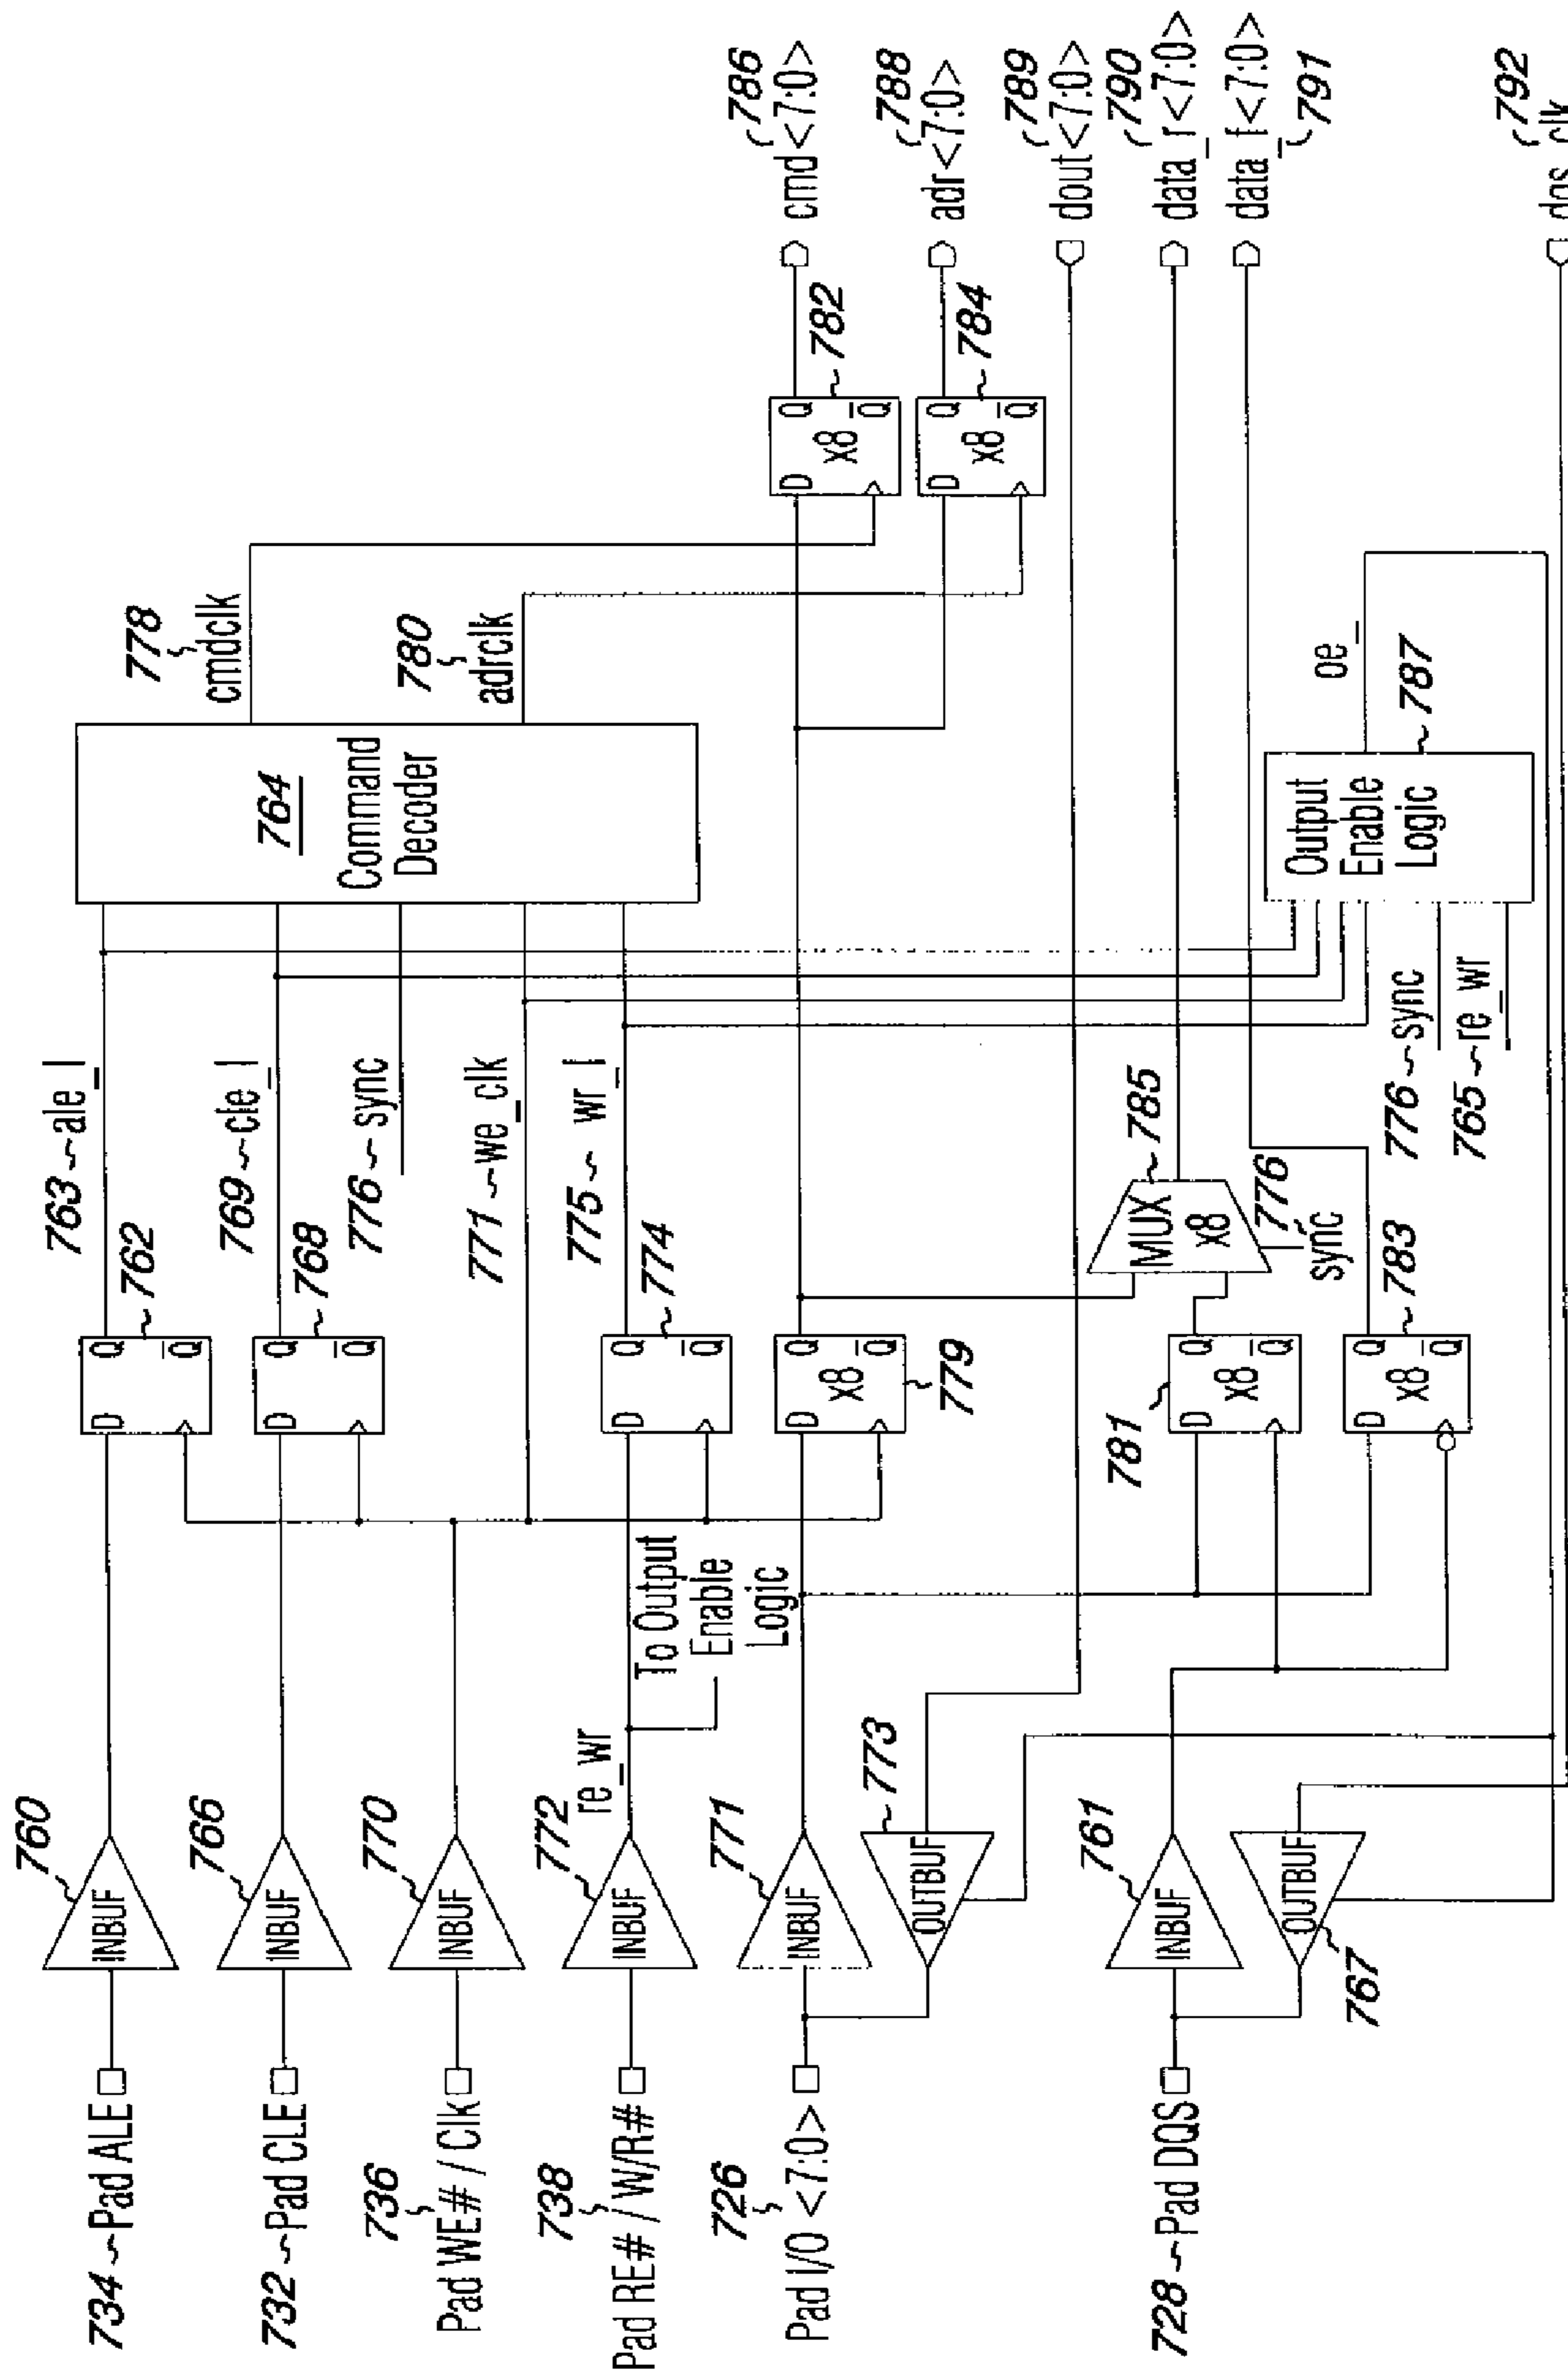 734 ~ Pad ALE
760
INBUF
D
Q
Q
762
763 ~ ale_l
732 ~ Pad CLE
766
INBUF
D
Q
Q
768
769 ~ cle_l
776 ~ sync
736
Pad WE# / Clk
770
INBUF
771 ~ we_clk
738
Pad RE# / W/R#
772
INBUF
re_wr
To Output
Enable
Logic
D
Q
Q
774
775 ~ wr_l
764
Command
Decoder
778
cmdclk
780
adrclk
726
Pad I/O <7:0>
771
INBUF
773
OUTBUF
D
Q
x8
Q
779
D
Q
x8
Q
782
786
cmd<7:0>
D
Q
x8
Q
784
788
adr<7:0>
789
dout<7:0>
728 ~ Pad DQS
761
INBUF
OUTBUF
767
781
D
Q
x8
Q
D
Q
x8
Q
783
MUX
x8
785
776
sync
790
data_r<7:0>
data_f<7:0>
791
776 ~ sync
765 ~ re_wr
Output
Enable
Logic
787
oe_
792
dqs_clk